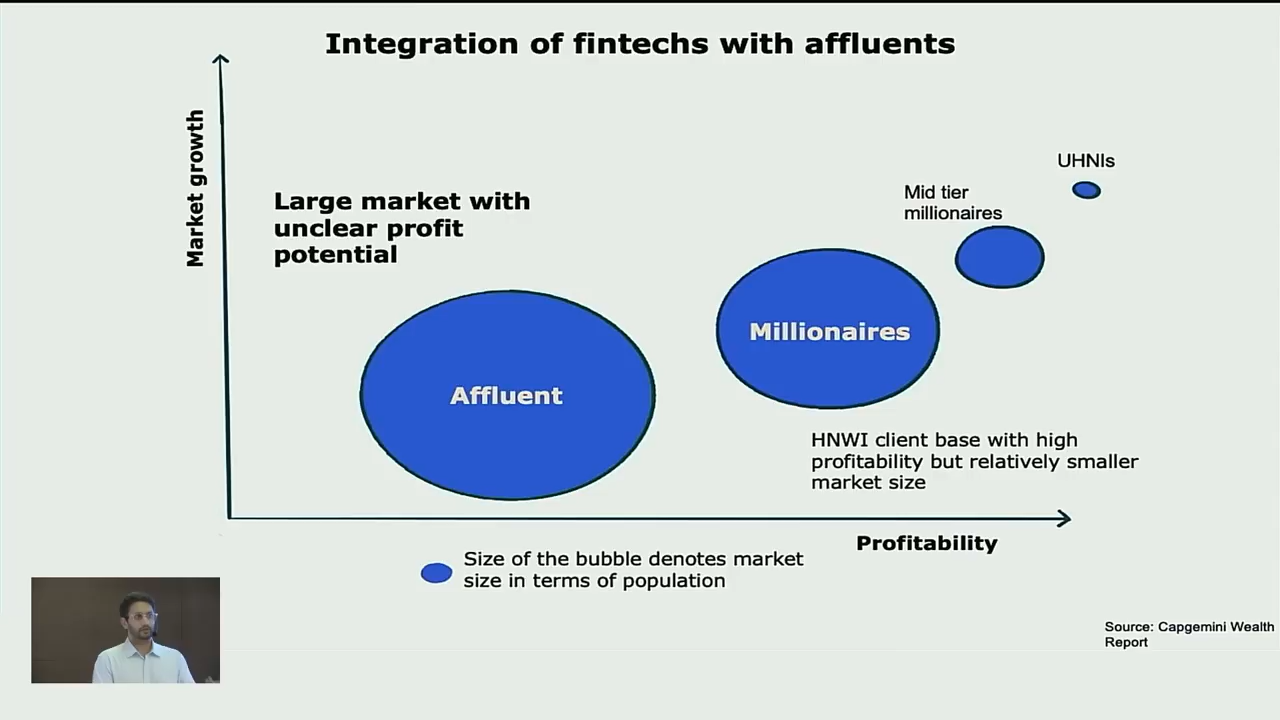 Integration of fintechs with affluents
Market growth
UHNIs
Mid tier
millionaires
Large market with
unclear profit
potential
Millionaires
Affluent
HNWI client base with high
profitability but relatively smaller
market size
Profitability
Size of the bubble denotes market
size in terms of population
Source: Capgemini Wealth
Report